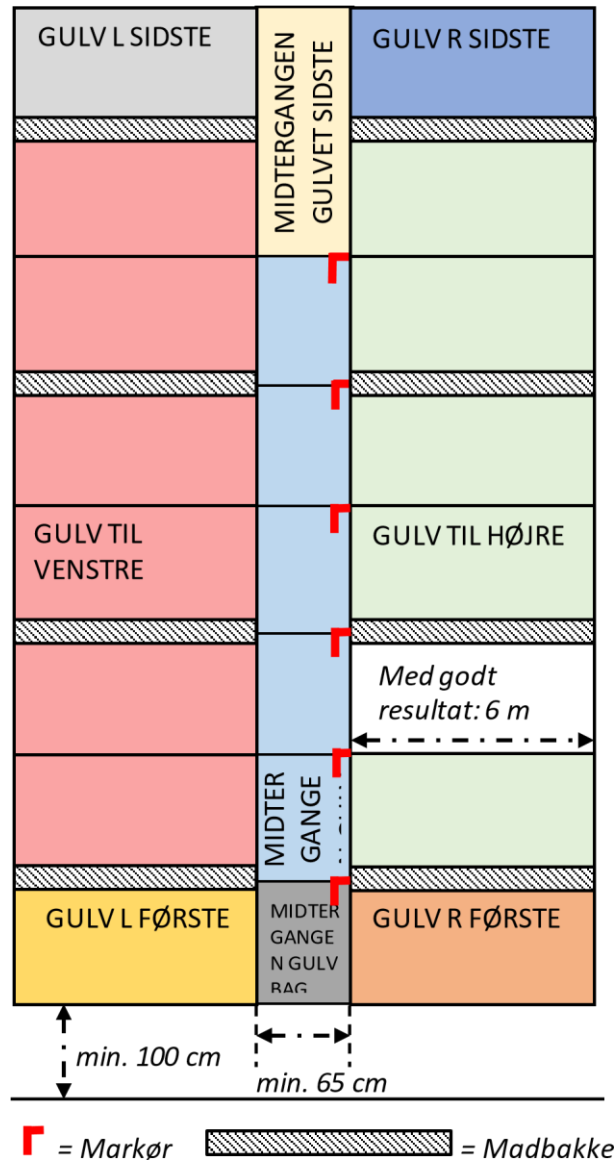 GULV L SIDSTE
MIDTERGANGEN
GULVET SIDSTE
GULV R SIDSTE
GULV TIL
VENSTRE
GULV TIL HØJRE
Med godt
resultat: 6 m
MIDTER
GANGE
GULV L FØRSTE
MIDTER
GANGE
N GULV
BAG
GULV R FØRSTE
min. 100 cm
min. 65 cm
= Markør
= Madbakke